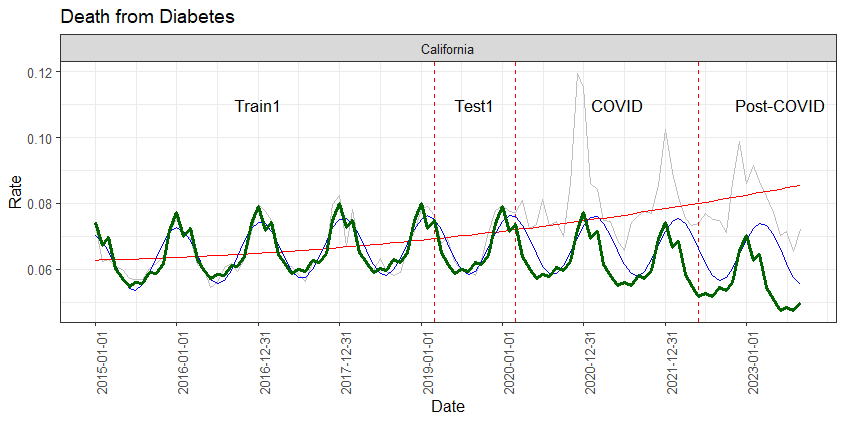 Death from Diabetes
California
Train1 Test1 COVID Post-COVID
0.12
0.10
0.08
0.06
Rate
2015-01-01
2016-01-01
2016-12-31
2017-12-31
2019-01-01
2020-01-01
2020-12-31
2021-12-31
2023-01-01
Date